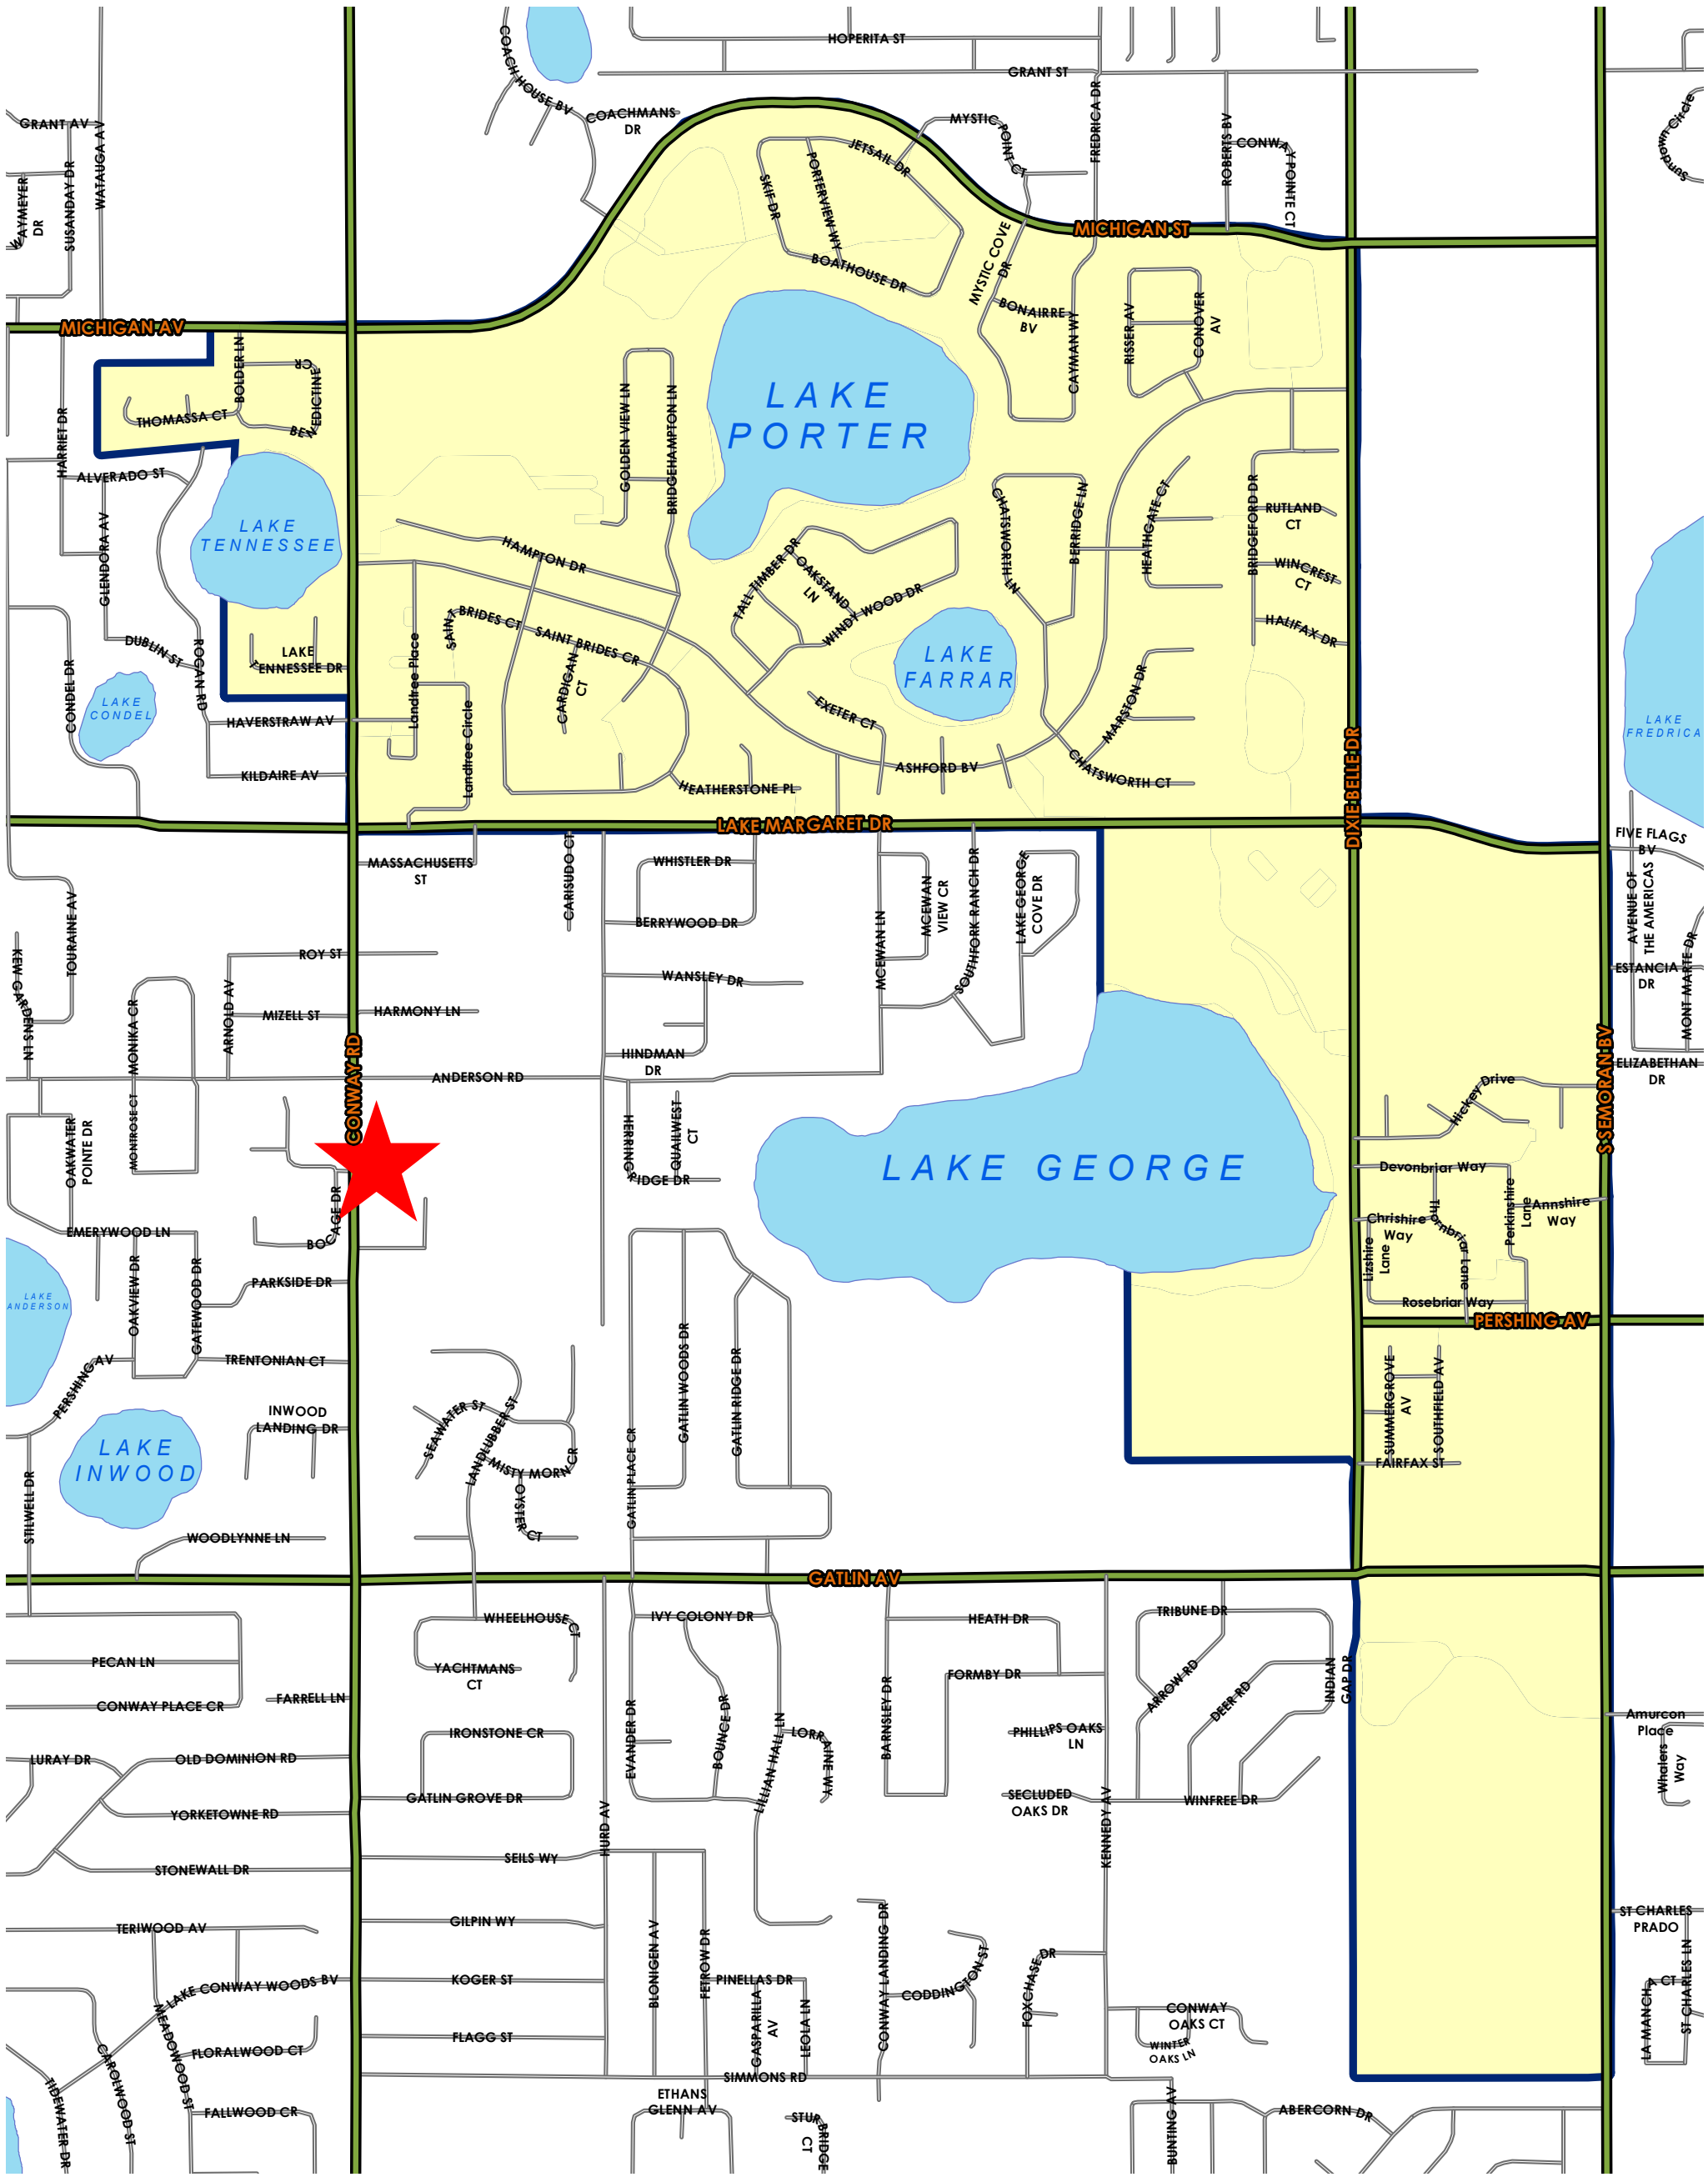 HOPERITA ST
GRANT ST
COACH HOUSE BV
COACHMANS
DR
MYSTIC POINT CT
FREDRICA DR
ROBERTS BV
CONWAY POINTE CT
Sundown Circle
GRANT AV
WATAUGA AV
SUSANDAY DR
WAYMEYER
DR
JETSAIL DR
SKIF DR
PORTERVIEW WY
BOATHOUSE DR
MICHIGAN ST
MYSTIC COVE
DR
BONAIRRE
BV
CAYMAN WY
RISSER AV
CONOVER
AV
MICHIGAN AV
BOLDER LN
BENEDICTINE
CR
THOMASSA CT
HARRIET DR
ALVERADO ST
GLENDORA AV
LAKE
PORTER
GOLDEN VIEW LN
BRIDGEHAMPTON LN
LAKE
TENNESSEE
HAMPTON DR
TALL TIMBER DR
OAKSTAND
LN
WINDY WOOD DR
CHATSWORTH LN
BERRIDGE LN
HEATHGATE CT
BRIDGEFORD DR
RUTLAND
CT
WINCREST
CT
HALIFAX DR
SAINT BRIDES CT
SAINT BRIDES CR
CARDIGAN
CT
LAKE
FARRAR
DUBLIN ST
ROGAN RD
LAKE
TENNESSEE DR
LAKE
CONDEL
CONDEL DR
HAVERSTRAW AV
KILDAIRE AV
Landtree Place
Landtree Circle
EXETER CT
MARSTON DR
ASHFORD BV
CHATSWORTH CT
HEATHERSTONE PL
LAKE
FREDRICA
DIXIE BELLE DR
LAKE MARGARET DR
FIVE FLAGS
BV
MASSACHUSETTS
ST
CARISUDO CT
WHISTLER DR
BERRYWOOD DR
WANSLEY DR
MCEWAN LN
MCEWAN
VIEW CR
SOUTHFORK RANCH DR
LAKE GEORGE
COVE DR
AVENUE OF
THE AMERICAS
ESTANCIA
DR
MONT MARTE DR
ELIZABETHAN
DR
TOURAINE AV
KEW GARDENS LN
ROY ST
ARNOLD AV
MIZELL ST
MONIKA CR
HARMONY LN
HINDMAN
DR
ANDERSON RD
CONWAY RD
S SEMORAN BV
Hickey Drive
MONTROSE CT
OAKWATER
POINTE DR
HERRING RIDGE DR
QUAILWEST
CT
LAKE GEORGE
Devonbriar Way
Perkinshire
Lane
Annshire
Way
Chrishire
Way
Thornbriar Lane
Lizshire
Lane
Rosebriar Way
EMERYWOOD LN
BOCAGE DR
PARKSIDE DR
OAKVIEW DR
GATEWOOD DR
LAKE
ANDERSON
PERSHING AV
PERSHING AV
TRENTONIAN CT
INWOOD
LANDING DR
LAKE
INWOOD
STILWELL DR
WOODLYNNE LN
SEAWATER ST
LANDLUBBER ST
MISTY MORN CR
OYSTER CT
GATLIN PLACE CR
GATLIN WOODS DR
GATLIN RIDGE DR
SUMMERGROVE
AV
SOUTHFIELD AV
FAIRFAX ST
GATLIN AV
WHEELHOUSE CT
YACHTMANS
CT
IVY COLONY DR
HEATH DR
TRIBUNE DR
PECAN LN
CONWAY PLACE CR
FARRELL LN
FORMBY DR
ARROW RD
DEER RD
INDIAN
GAP DR
LURAY DR
OLD DOMINION RD
IRONSTONE CR
EVANDER DR
BOUNCE DR
LILLIAN HALL LN
LORRAINE WY
BARNSLEY DR
PHILLIPS OAKS
LN
Amurcon
Place
Whalers
Way
YORKETOWNE RD
GATLIN GROVE DR
SECLUDED
OAKS DR
WINFREE DR
KENNEDY AV
HURD AV
STONEWALL DR
SEILS WY
TERIWOOD AV
GILPIN WY
BLONIGEN AV
FETROW DR
CONWAY LANDING DR
CODDINGTON ST
FOXCHASE DR
ST CHARLES
PRADO
LAKE CONWAY WOODS BV
KOGER ST
PINELLAS DR
GASPARILLA
AV
LEOLA LN
CONWAY
OAKS CT
WINTER
OAKS LN
LA MANCHA CT
ST CHARLES LN
MEADOWOOD ST
FLORALWOOD CT
FLAGG ST
SIMMONS RD
CAROLWOOD ST
TIDEWATER DR
FALLWOOD CR
ETHANS
GLENN AV
STURBRIDGE
CT
BUNTING AV
ABERCORN DR